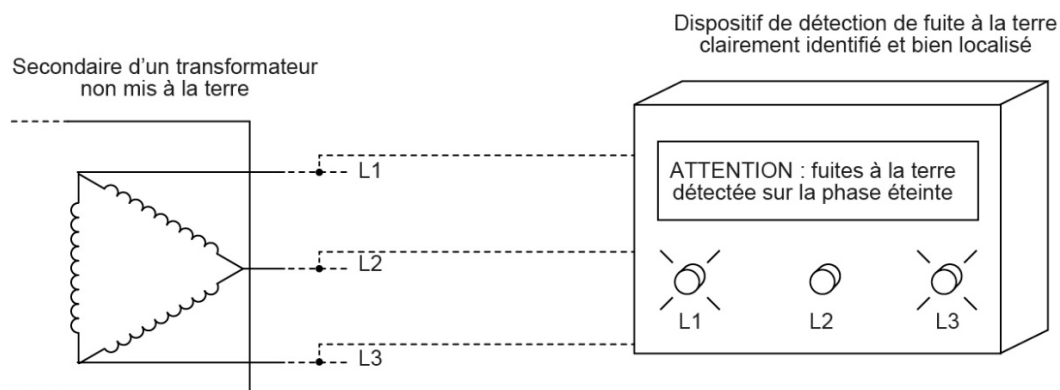 Dispositif de détection de fuite à la terre
clairement identifié et bien localisé
Secondaire d'un transformateur
non mis à la terre
L1
L2
L3
ATTENTION : fuites à la terre
détectée sur la phase éteinte
L1
L2
L3